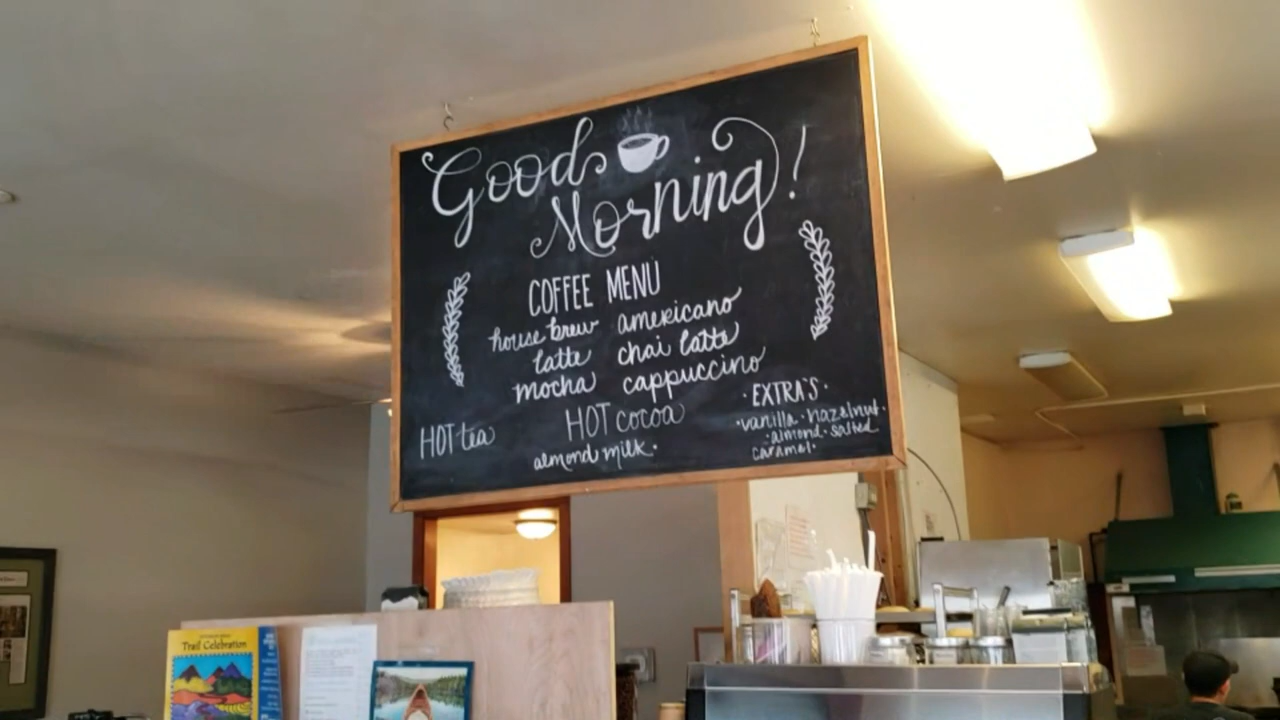 Good
Morning!
COFFEE MENU
house brew americano
latte chai latte
mocha cappuccino
HOT tea
HOT cocoa
almond milk.
·EXTRA'S·
·vanilla·hazelnut·
·almond·salted
caramel·
Trail Celebration